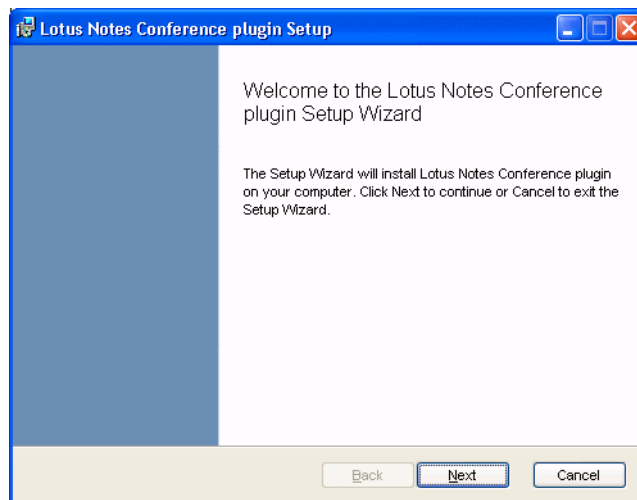 Lotus Notes Conference plugin Setup
Welcome to the Lotus Notes Conference
plugin Setup Wizard
The Setup Wizard will install Lotus Notes Conference plugin
on your computer. Click Next to continue or Cancel to exit the
Setup Wizard.
Back Next Cancel